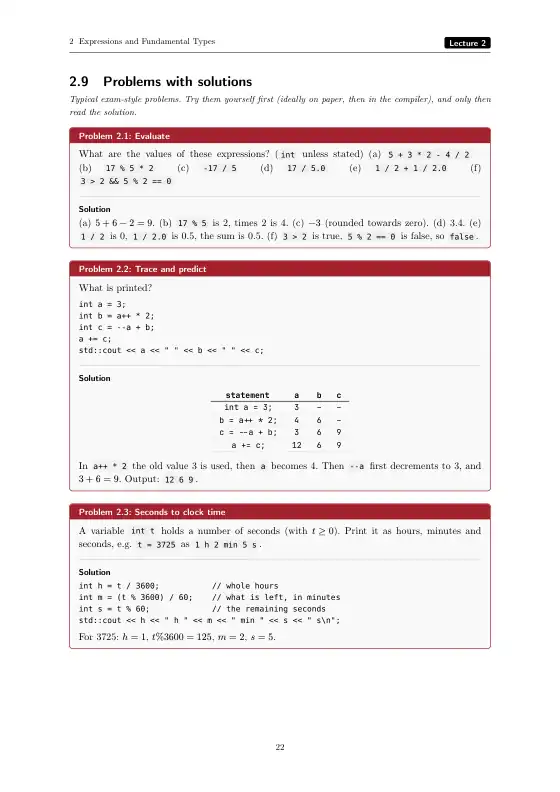 2 Expressions and Fundamental Types
Lecture 2
2.9 Problems with solutions
Typical exam-style problems. Try them yourself first (ideally on paper, then in the compiler), and only then
read the solution.
Problem 2.1: Evaluate
What are the values of these expressions? ( int unless stated) (a) 5 + 3 * 2 - 4 / 2
(b) 17 % 5 * 2 (c) -17 / 5 (d) 17 / 5.0 (e) 1 / 2 + 1 / 2.0 (f)
3 > 2 && 5 % 2 == 0
Solution
(a) 5 + 6 − 2 = 9. (b) 17 % 5 is 2, times 2 is 4. (c) −3 (rounded towards zero). (d) 3.4. (e)
1 / 2 is 0, 1 / 2.0 is 0.5, the sum is 0.5. (f) 3 > 2 is true, 5 % 2 == 0 is false, so false.
Problem 2.2: Trace and predict
What is printed?
int a = 3;
int b = a++ * 2;
int c = --a + b;
a += c;
std::cout << a << " " << b << " " << c;
Solution
statement a b c
int a = 3; 3 – –
b = a++ * 2; 4 6 –
c = --a + b; 3 6 9
a += c; 12 6 9
In a++ * 2 the old value 3 is used, then a becomes 4. Then --a first decrements to 3, and
3 + 6 = 9. Output: 12 6 9.
Problem 2.3: Seconds to clock time
A variable int t holds a number of seconds (with t ≥ 0). Print it as hours, minutes and
seconds, e.g. t = 3725 as 1 h 2 min 5 s.
Solution
int h = t / 3600; // whole hours
int m = (t % 3600) / 60; // what is left, in minutes
int s = t % 60; // the remaining seconds
std::cout << h << " h " << m << " min " << s << " s\n";
For 3725: h = 1, t%3600 = 125, m = 2, s = 5.
22